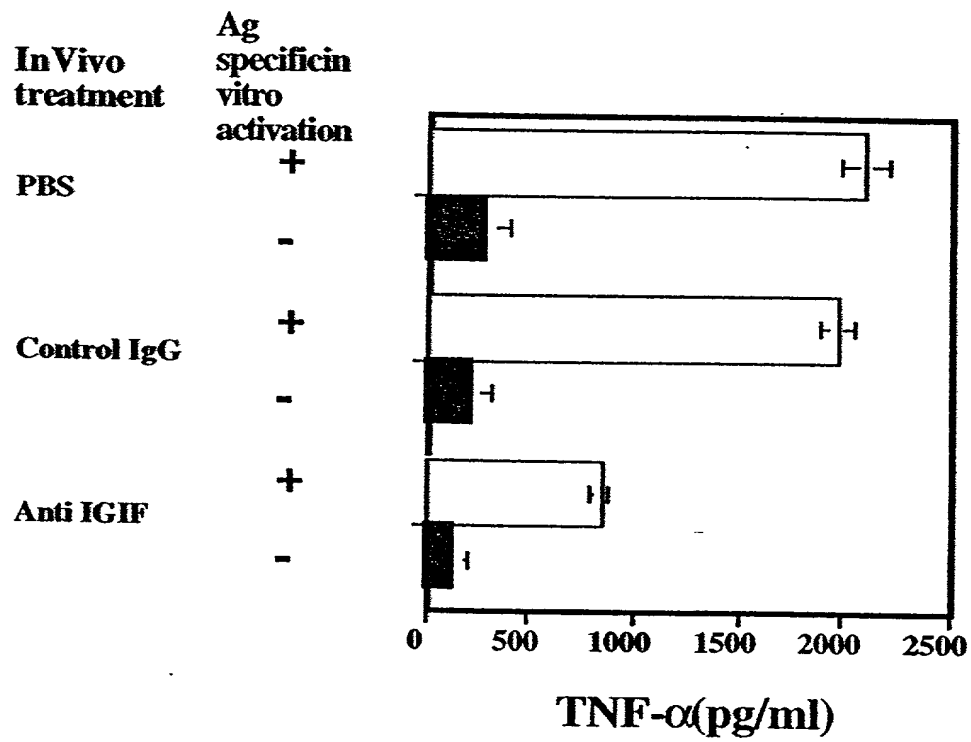 In Vivo
treatment
Ag
specificin
vitro
activation
PBS
+
-
Control IgG
+
-
Anti IGIF
+
-
0 500 1000 1500 2000 2500
TNF-α(pg/ml)